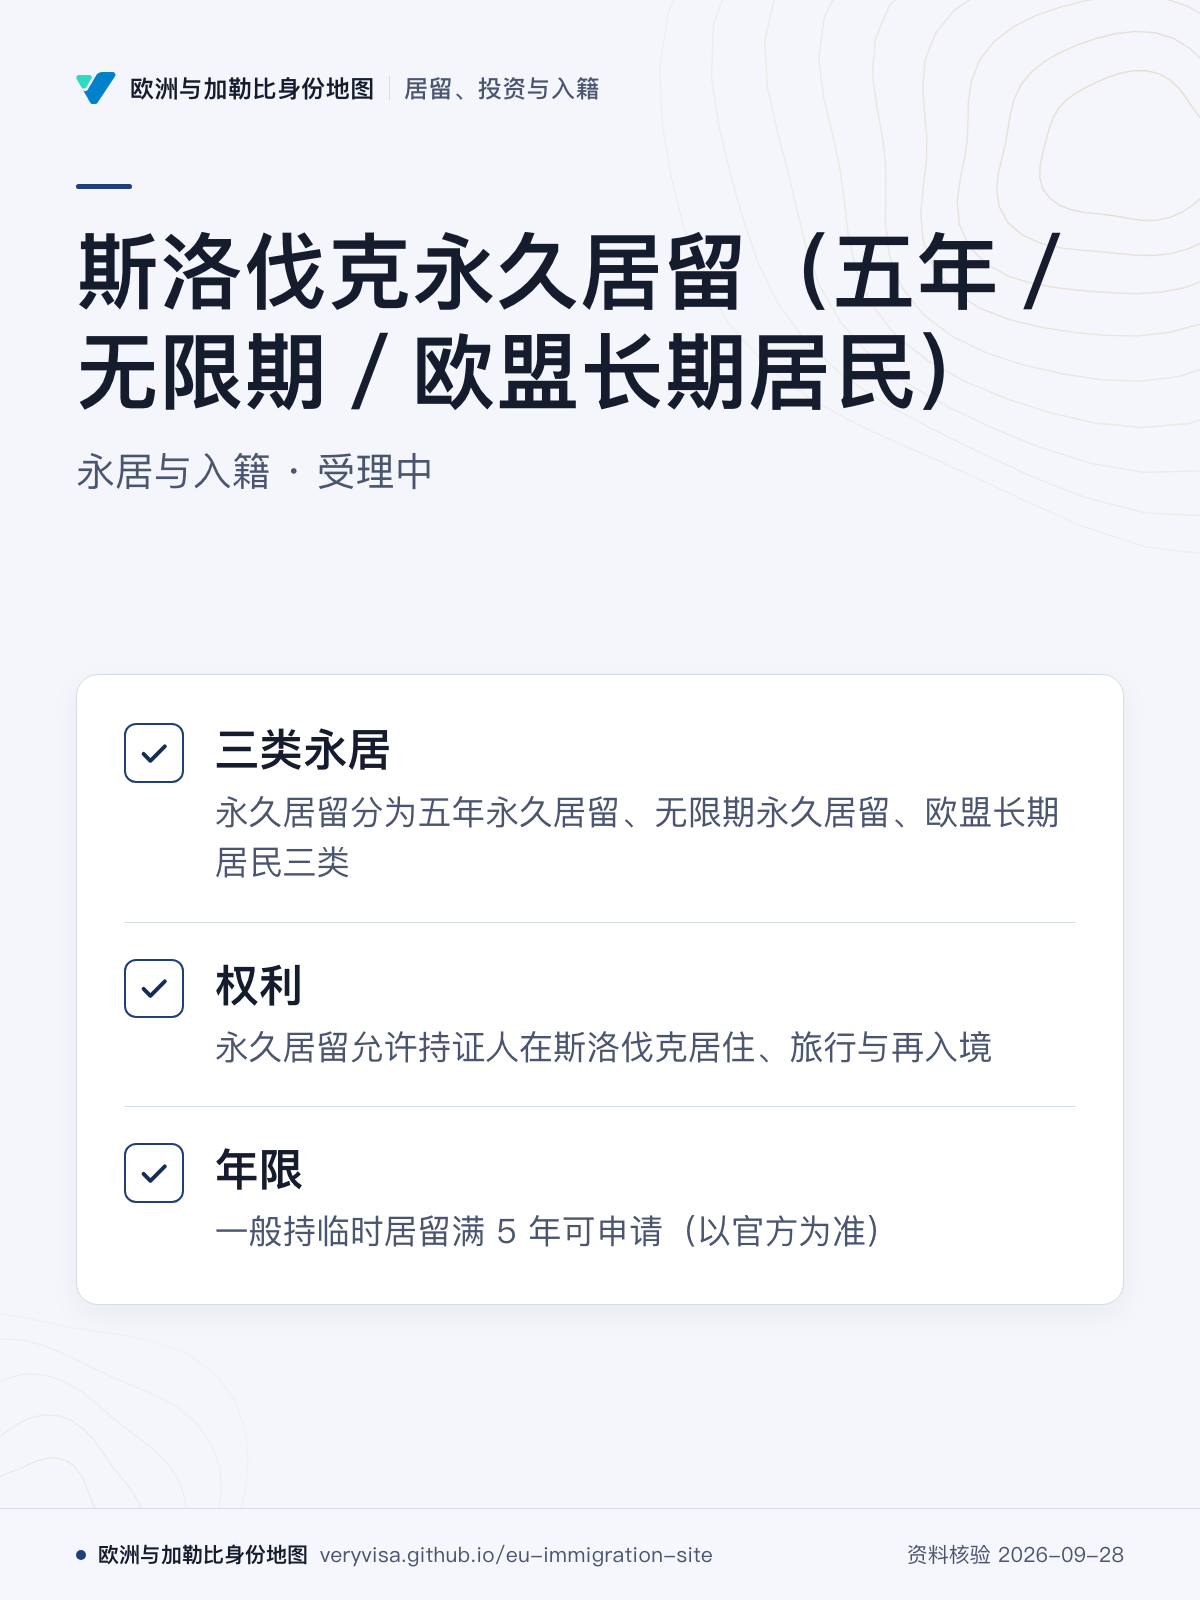 欧洲与加勒比身份地图 居留、投资与入籍
斯洛伐克永久居留（五年 /
无限期 / 欧盟长期居民）
永居与入籍 · 受理中
三类永居
永久居留分为五年永久居留、无限期永久居留、欧盟长期
居民三类
权利
永久居留允许持证人在斯洛伐克居住、旅行与再入境
年限
一般持临时居留满 5 年可申请（以官方为准）
欧洲与加勒比身份地图 veryvisa.github.io/eu-immigration-site 资料核验 2026-09-28